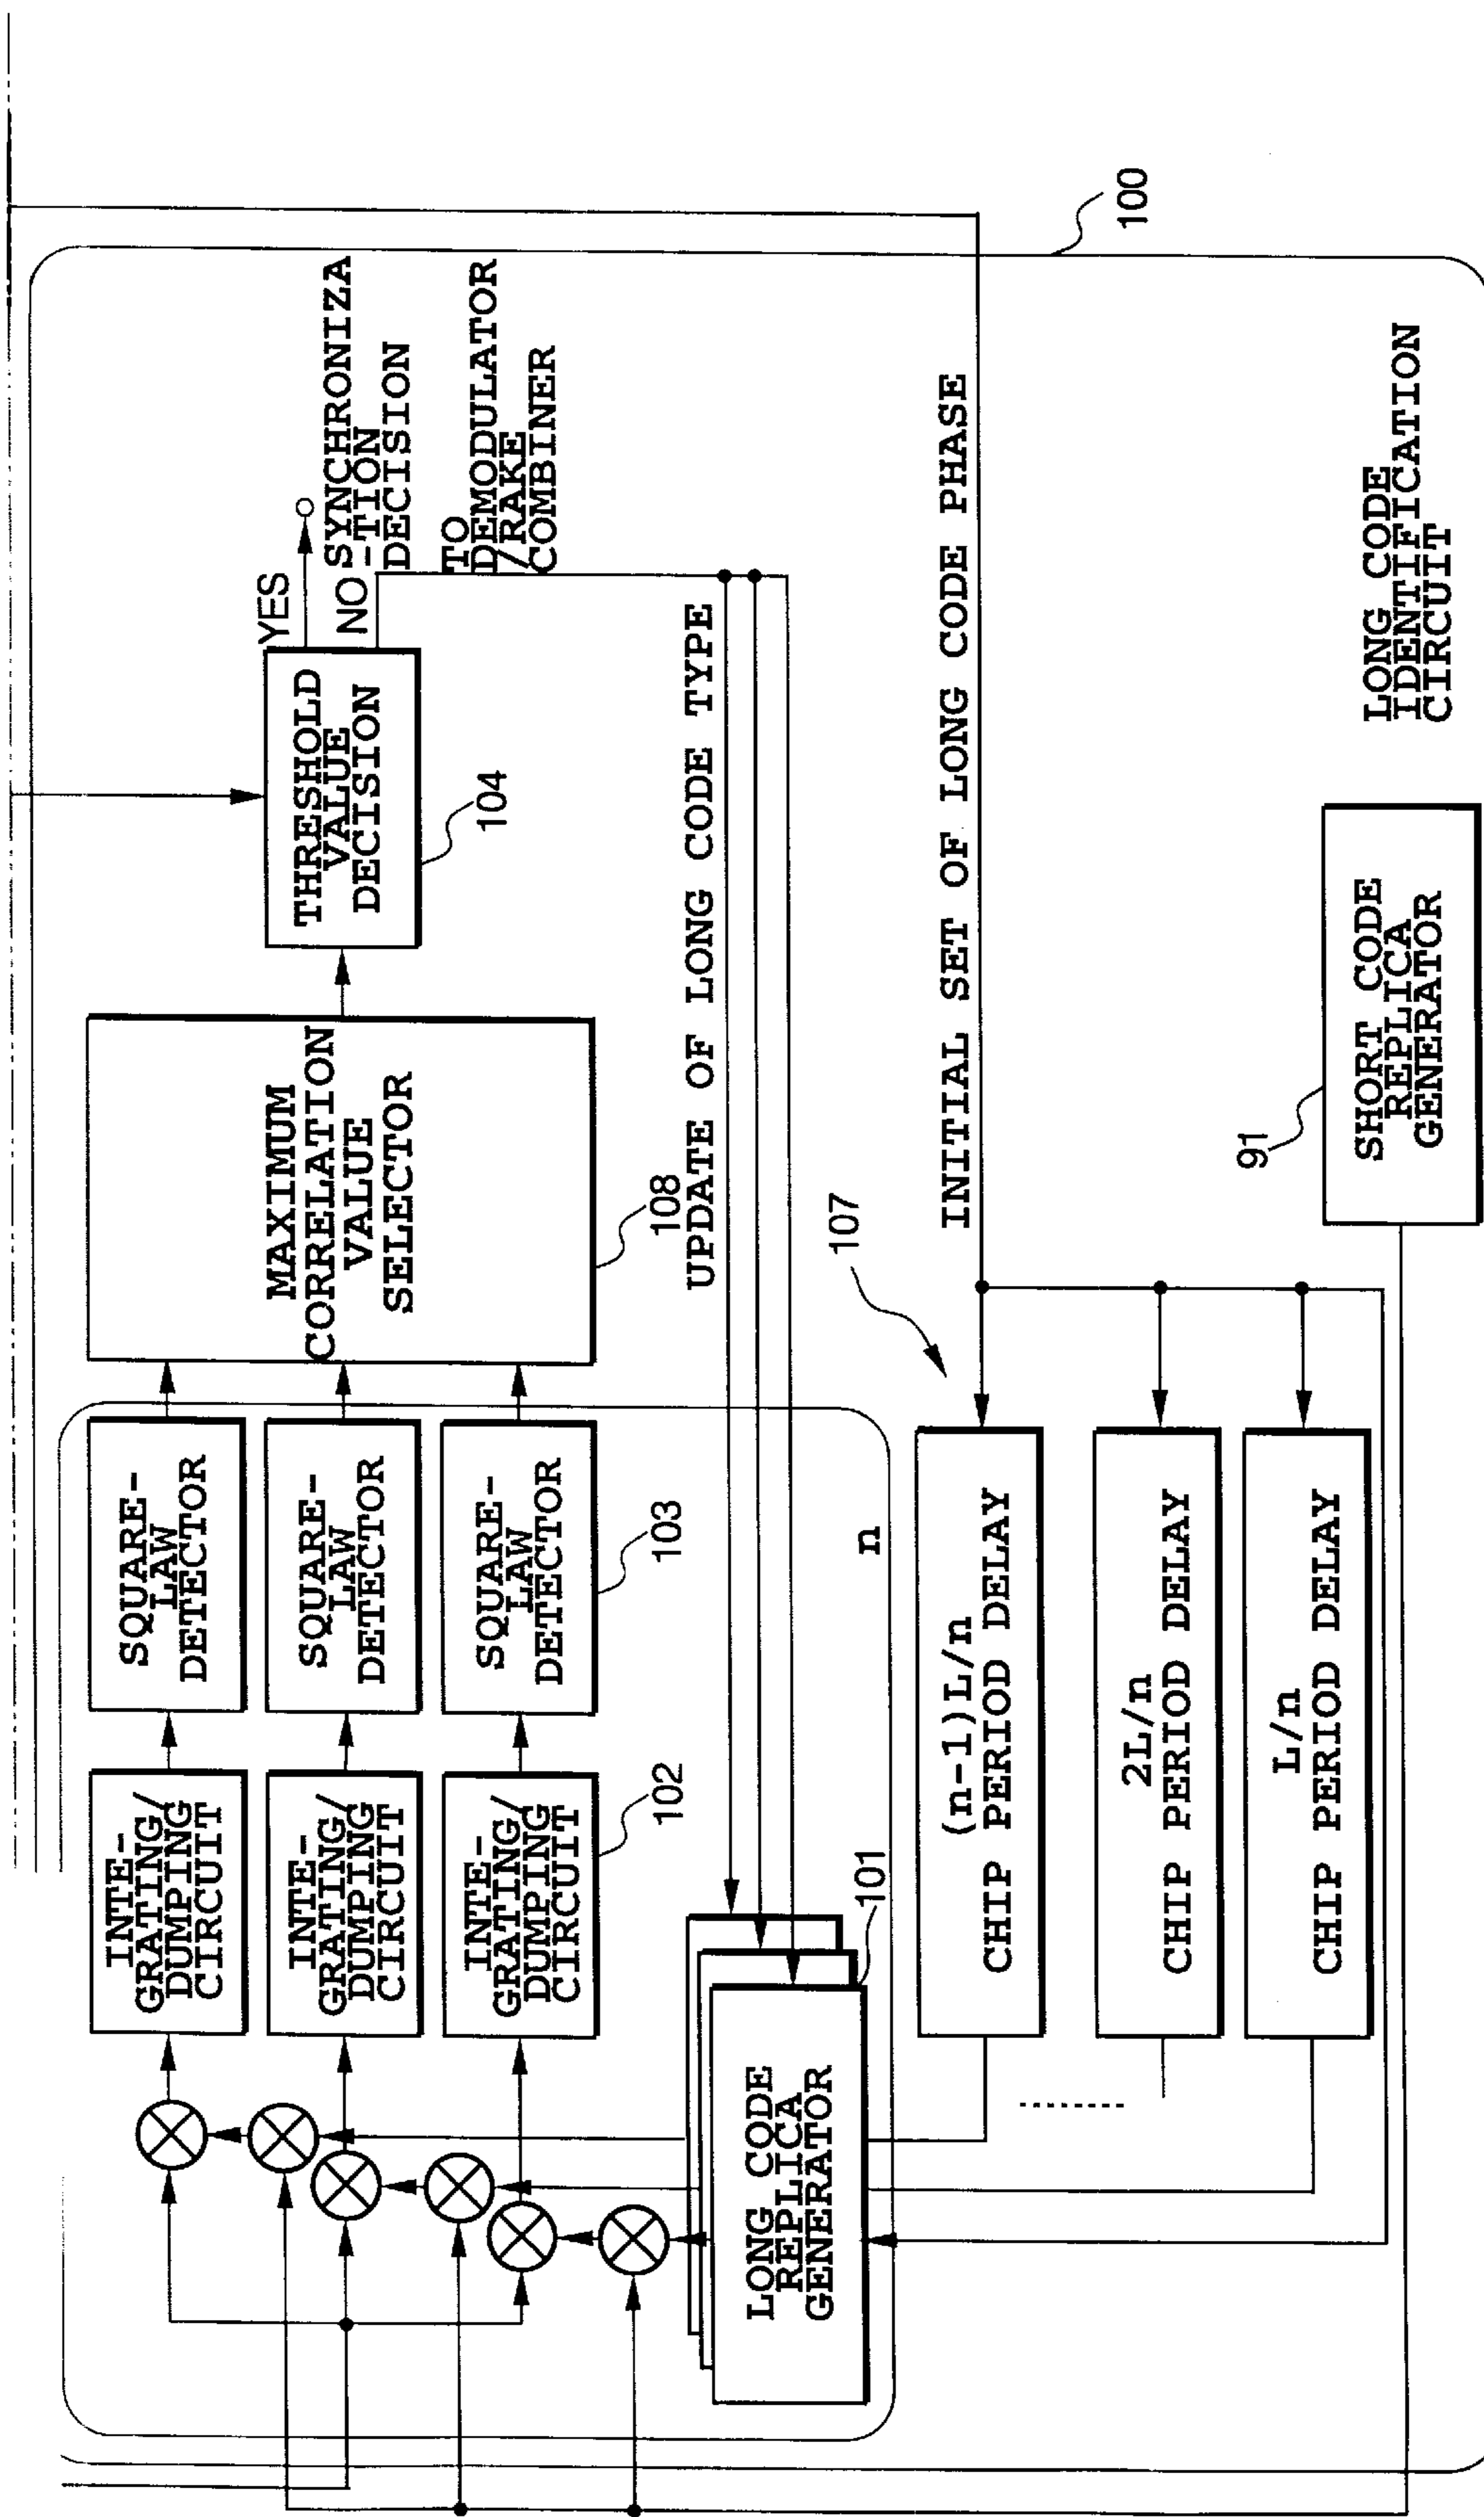 INTE-
GRATING/
DUMPING
CIRCUIT
SQUARE-
LAW
DETECTOR
INTE-
GRATING/
DUMPING
CIRCUIT
SQUARE-
LAW
DETECTOR
INTE-
GRATING/
DUMPING
CIRCUIT
102
SQUARE-
LAW
DETECTOR
103
MAXIMUM
CORRELATION
VALUE
SELECTOR
108
THRESHOLD
VALUE
DECISION
104
YES
NO
SYNCHRONIZA
-TION
DECISION
TO
DEMODULATOR
/RAKE
COMBINER
UPDATE OF LONG CODE TYPE
LONG CODE
REPLICA
GENERATOR
101
n
107
INITIAL SET OF LONG CODE PHASE
(n-1)L/n
CHIP PERIOD DELAY
2L/n
CHIP PERIOD DELAY
L/n
CHIP PERIOD DELAY
100
91
SHORT CODE
REPLICA
GENERATOR
LONG CODE
IDENTIFICATION
CIRCUIT